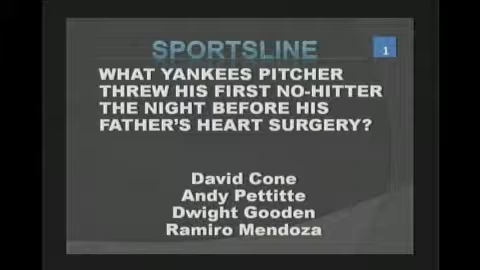 SPORTSLINE
1
WHAT YANKEES PITCHER
THREW HIS FIRST NO-HITTER
THE NIGHT BEFORE HIS
FATHER'S HEART SURGERY?
David Cone
Andy Pettitte
Dwight Gooden
Ramiro Mendoza